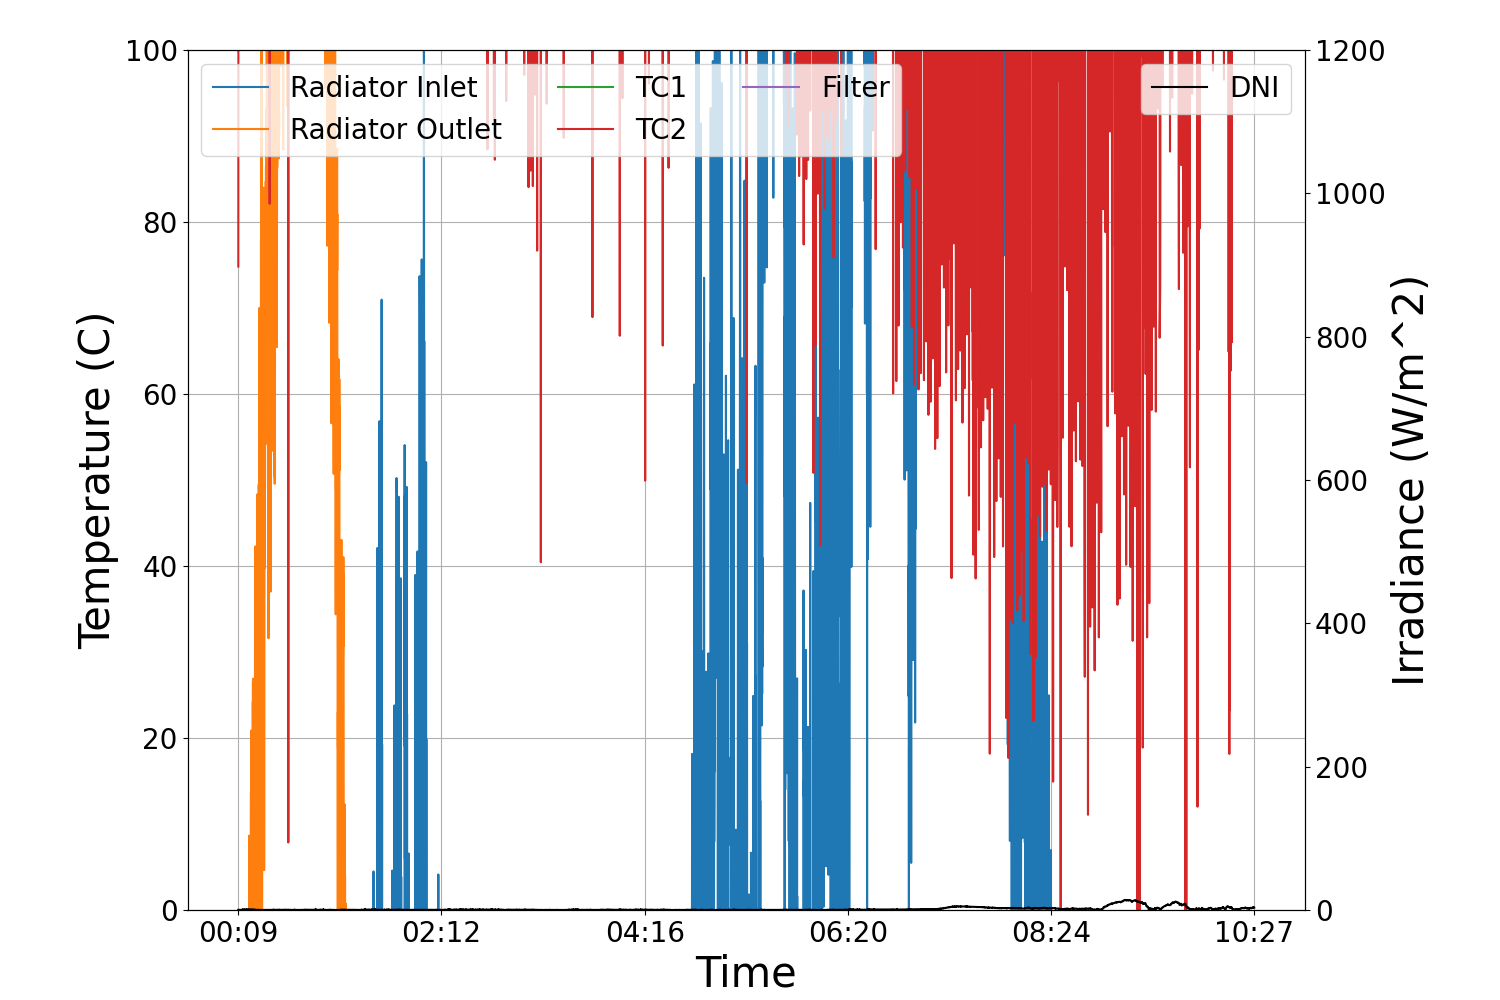 100
80
60
40
20
0
Temperature (C)
Radiator Inlet
Radiator Outlet
TC1
TC2
Filter
DNI
1200
1000
800
600
400
200
0
Irradiance (W/m^2)
00:09
02:12
04:16
06:20
08:24
10:27
Time